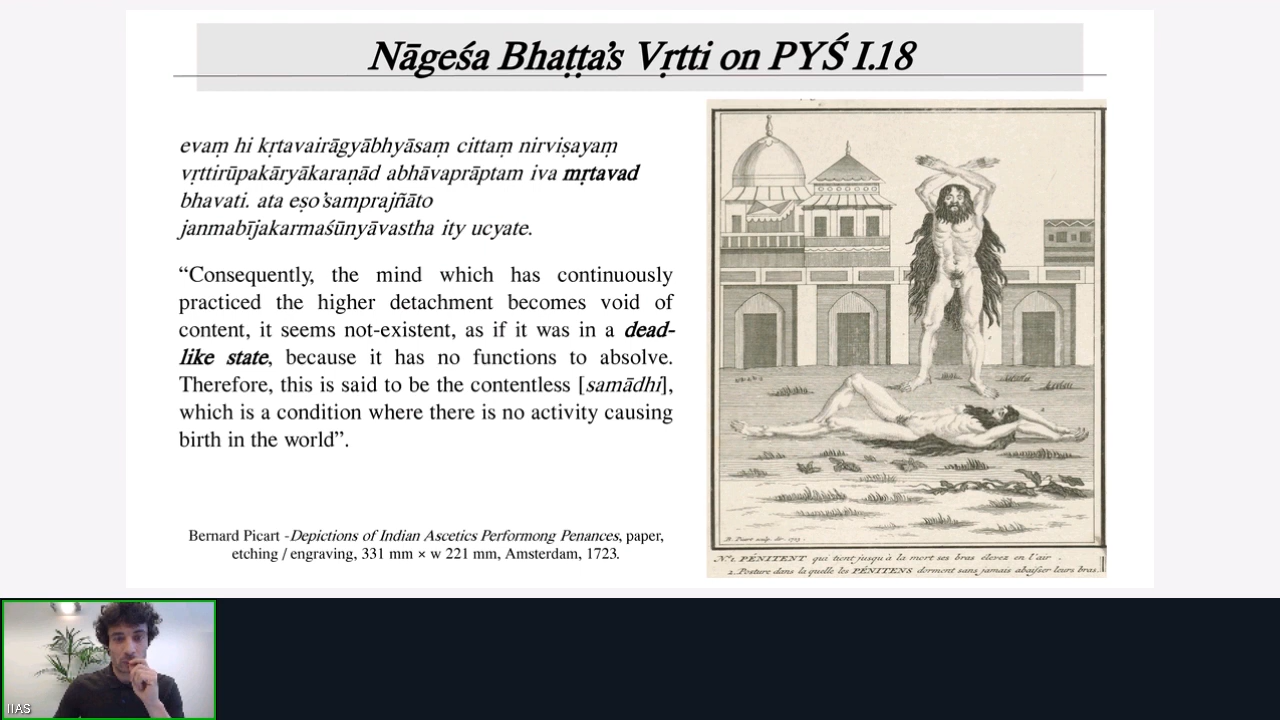 Nāgeśa Bhaṭṭa’s Vṛtti on PYŚ I.18
evaṃ hi kṛtavairāgyābhyāsaṃ cittaṃ nirviṣayaṃ
vṛttirūpakāryākaraṇād abhāvaprāptam iva mṛtavad
bhavati. ata eṣo’samprajñāto
janmabījakarmaśūnyāvastha ity ucyate.
“Consequently, the mind which has continuously
practiced the higher detachment becomes void of
content, it seems not-existent, as if it was in a dead-
like state, because it has no functions to absolve.
Therefore, this is said to be the contentless [samādhi],
which is a condition where there is no activity causing
birth in the world”.
Bernard Picart - Depictions of Indian Ascetics Performong Penances, paper,
etching / engraving, 331 mm × w 221 mm, Amsterdam, 1723.
B. Picart sculp. dir. 1723.
N.º 1. PÉNITENT qui tient jusqu'à la mort ses bras élevez en l'air.
2. Posture dans la quelle les PÉNITENS dorment sans jamais abaisser leurs bras.
IIAS